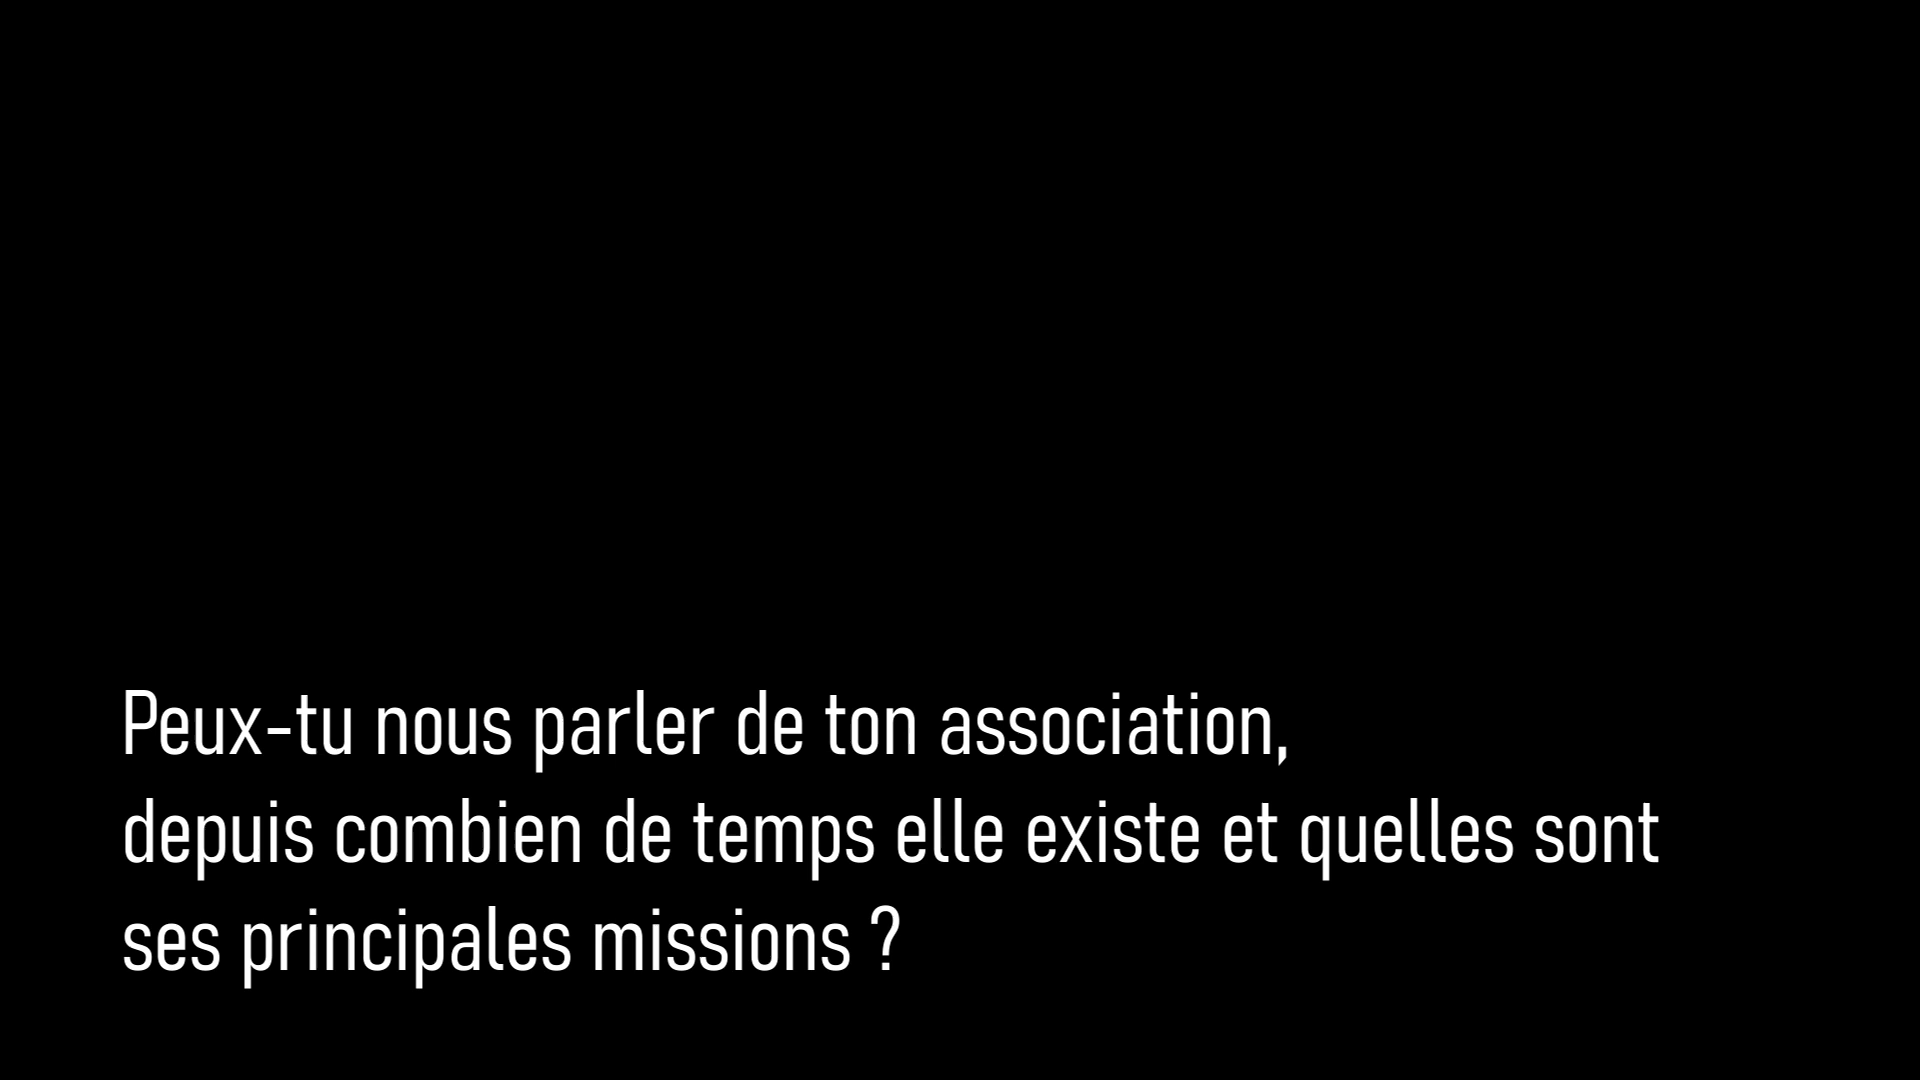 Peux-tu nous parler de ton association,
depuis combien de temps elle existe et quelles sont
ses principales missions ?